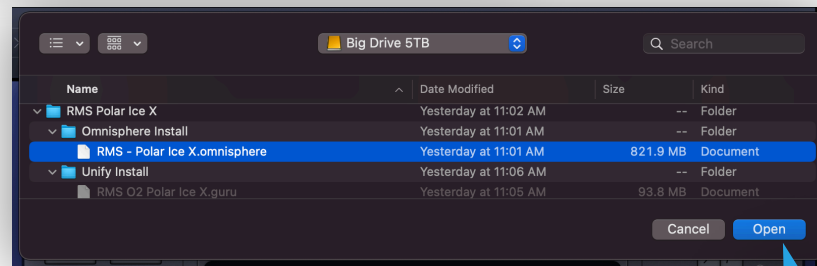 Big Drive 5TB
Search
Name Date Modified Size Kind
RMS Polar Ice X Yesterday at 11:02 AM -- Folder
Omnisphere Install Yesterday at 11:01 AM -- Folder
RMS - Polar Ice X.omnisphere Yesterday at 11:01 AM 821.9 MB Document
Unify Install Yesterday at 11:06 AM -- Folder
RMS O2 Polar Ice X.guru Yesterday at 11:05 AM 93.8 MB Document
Cancel Open